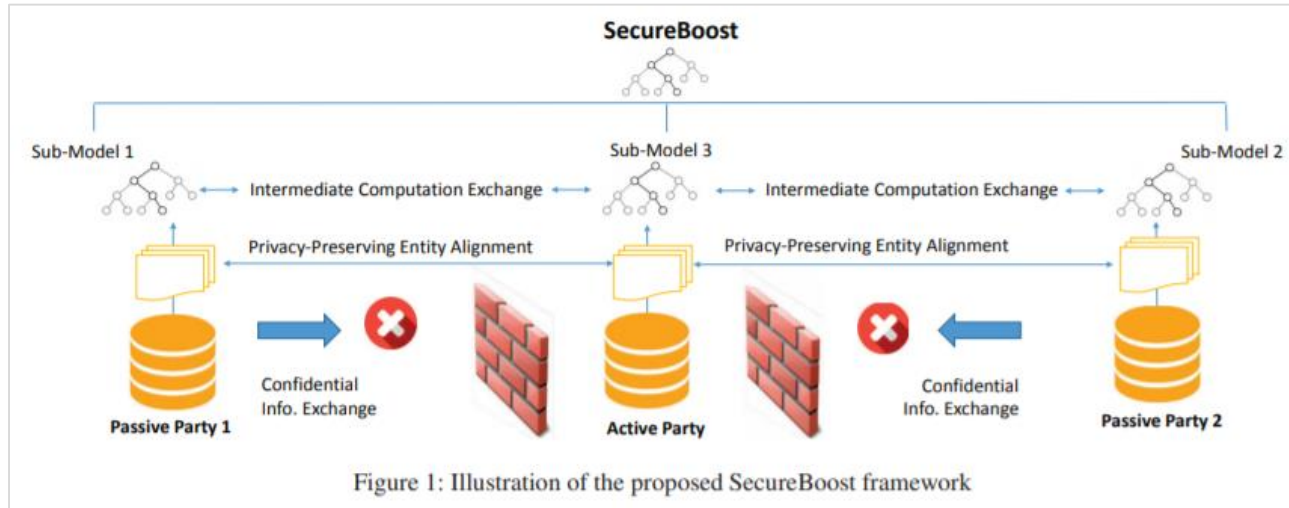 SecureBoost
Sub-Model 1
Sub-Model 3
Sub-Model 2
Intermediate Computation Exchange
Intermediate Computation Exchange
Privacy-Preserving Entity Alignment
Privacy-Preserving Entity Alignment
Confidential
Info. Exchange
Confidential
Info. Exchange
Passive Party 1
Active Party
Passive Party 2
Figure 1: Illustration of the proposed SecureBoost framework